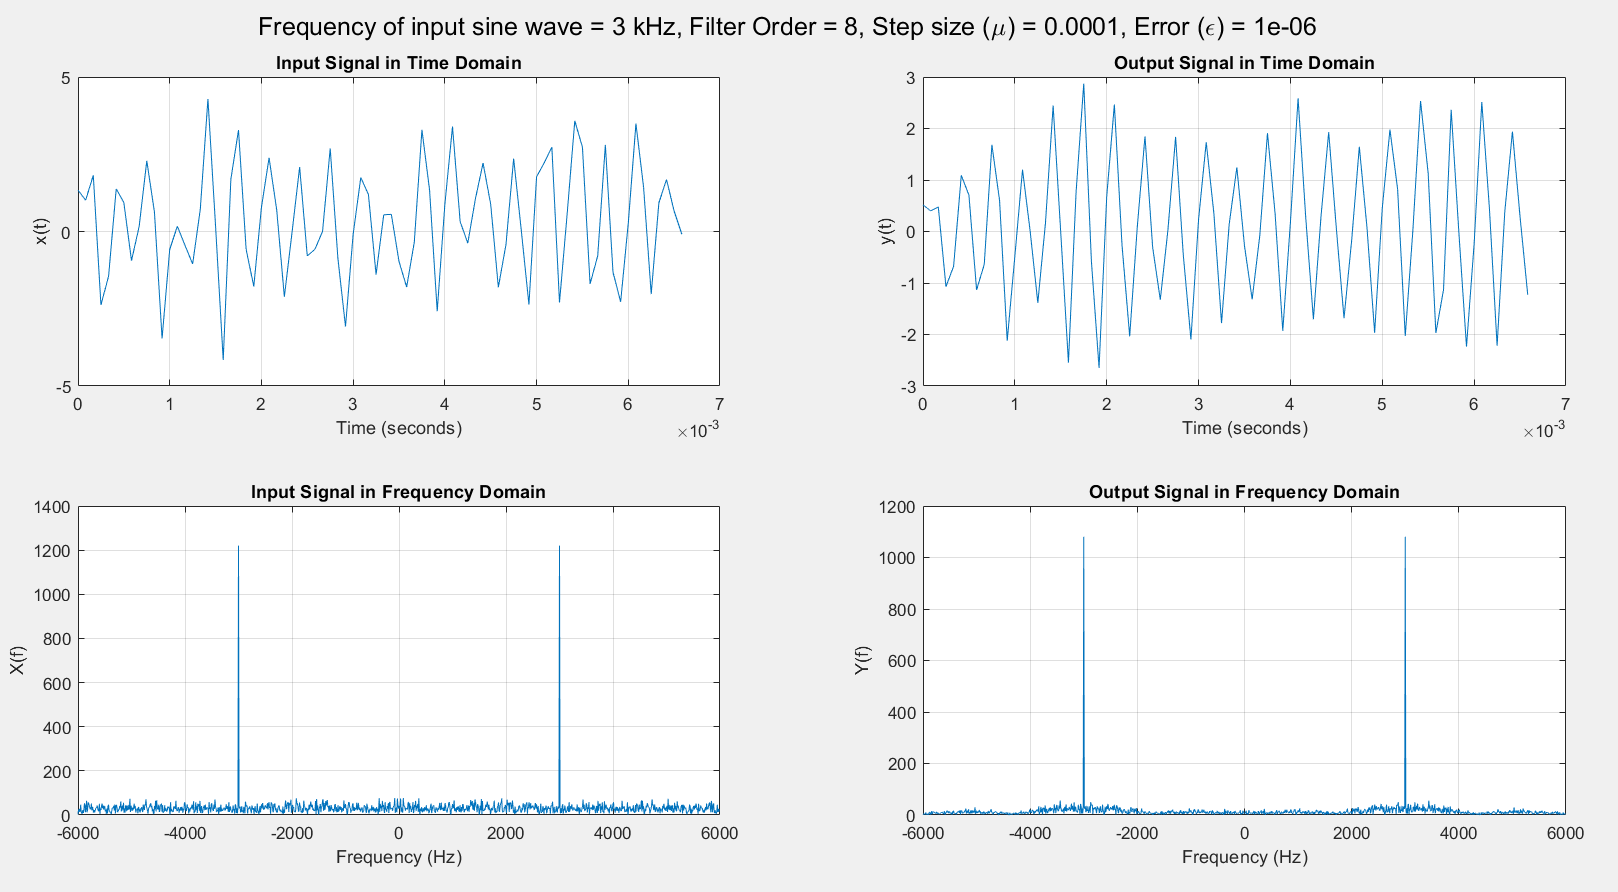 Frequency of input sine wave = 3 kHz, Filter Order = 8, Step size (μ) = 0.0001, Error (ϵ) = 1e-06
Input Signal in Time Domain
5
0
-5
x(t)
0 1 2 3 4 5 6 7
Time (seconds)
×10⁻³
Output Signal in Time Domain
3
2
1
0
-1
-2
-3
y(t)
0 1 2 3 4 5 6 7
Time (seconds)
×10⁻³
Input Signal in Frequency Domain
1400
1200
1000
800
600
400
200
0
X(f)
-6000 -4000 -2000 0 2000 4000 6000
Frequency (Hz)
Output Signal in Frequency Domain
1200
1000
800
600
400
200
0
Y(f)
-6000 -4000 -2000 0 2000 4000 6000
Frequency (Hz)